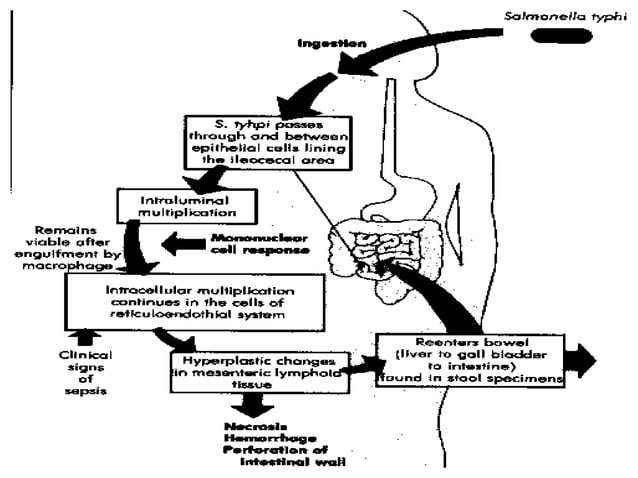 Salmonella typhi
Ingestion
S. tyhpi passes
through and between
epithelial cells lining
the ileocecal area
Intraluminal
multiplication
Remains
viable after
engulfment by
macrophage
Mononuclear
cell response
Intracellular multiplication
continues in the cells of
reticuloendothial system
Clinical
signs
of
sepsis
Hyperplastic changes
in mesenteric lymphoid
tissue
Reenters bowel
(liver to gall bladder
to intestine)
found in stool specimens
Necrosis
Hemorrhage
Perforation of
intestinal wall